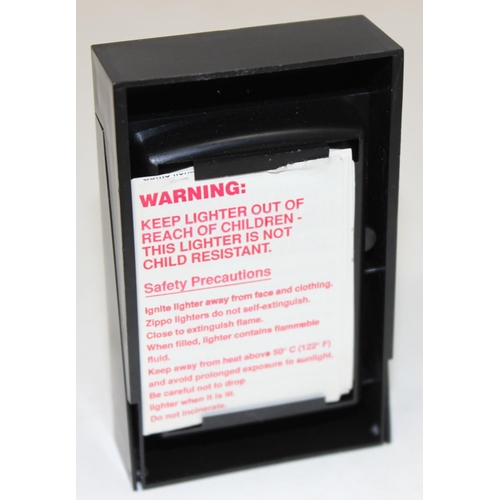 WARNING:
KEEP LIGHTER OUT OF
REACH OF CHILDREN -
THIS LIGHTER IS NOT
CHILD RESISTANT.
Safety Precautions
Ignite lighter away from face and clothing.
Zippo lighters do not self-extinguish.
Close to extinguish flame.
When filled, lighter contains flammable
fluid.
Keep away from heat above 50° C (122° F)
and avoid prolonged exposure to sunlight.
Be careful not to drop
lighter when it is lit.
Do not incinerate.